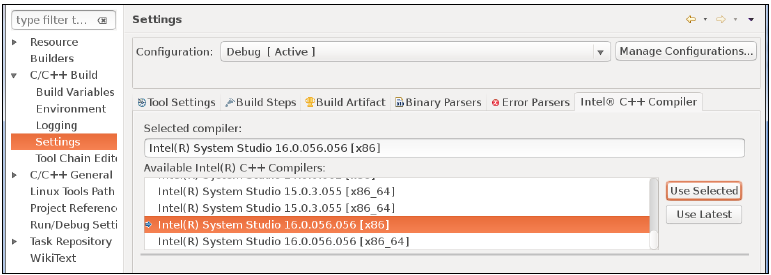 type filter t...
Resource
Builders
C/C++ Build
Build Variables
Environment
Logging
Settings
Tool Chain Edit
C/C++ General
Linux Tools Path
Project Reference
Run/Debug Setti
Task Repository
WikiText
Settings
Configuration: Debug [ Active ] Manage Configurations...
Tool Settings Build Steps Build Artifact Binary Parsers Error Parsers Intel® C++ Compiler
Selected compiler:
Intel(R) System Studio 16.0.056.056 [x86]
Available Intel(R) C++ Compilers:
Intel(R) System Studio 15.0.3.055 [x86_64]
Intel(R) System Studio 15.0.3.055 [x86_64]
Intel(R) System Studio 16.0.056.056 [x86]
Intel(R) System Studio 16.0.056.056 [x86_64]
Use Selected
Use Latest